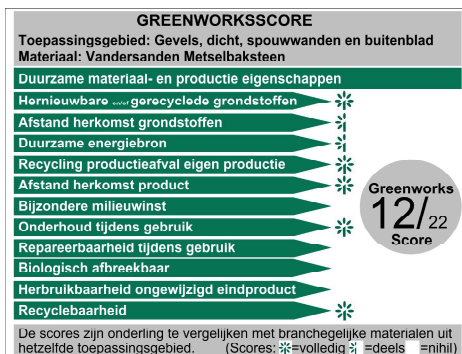 GREENWORKSSCORE
Toepassingsgebied: Gevels, dicht, spouwwanden en buitenblad
Materiaal: Vandersanden Metselbaksteen
Duurzame materiaal- en productie eigenschappen
Hernieuwbare en/of gerecyclede grondstoffen
Afstand herkomst grondstoffen
Duurzame energiebron
Recycling productieafval eigen productie
Afstand herkomst product
Bijzondere milieuwinst
Onderhoud tijdens gebruik
Repareerbaarheid tijdens gebruik
Biologisch afbreekbaar
Herbruikbaarheid ongewijzigd eindproduct
Recyclebaarheid
Greenworks
12/22
Score
De scores zijn onderling te vergelijken met branchegelijke materialen uit
hetzelfde toepassingsgebied. (Scores: =volledig =deels =nihil)